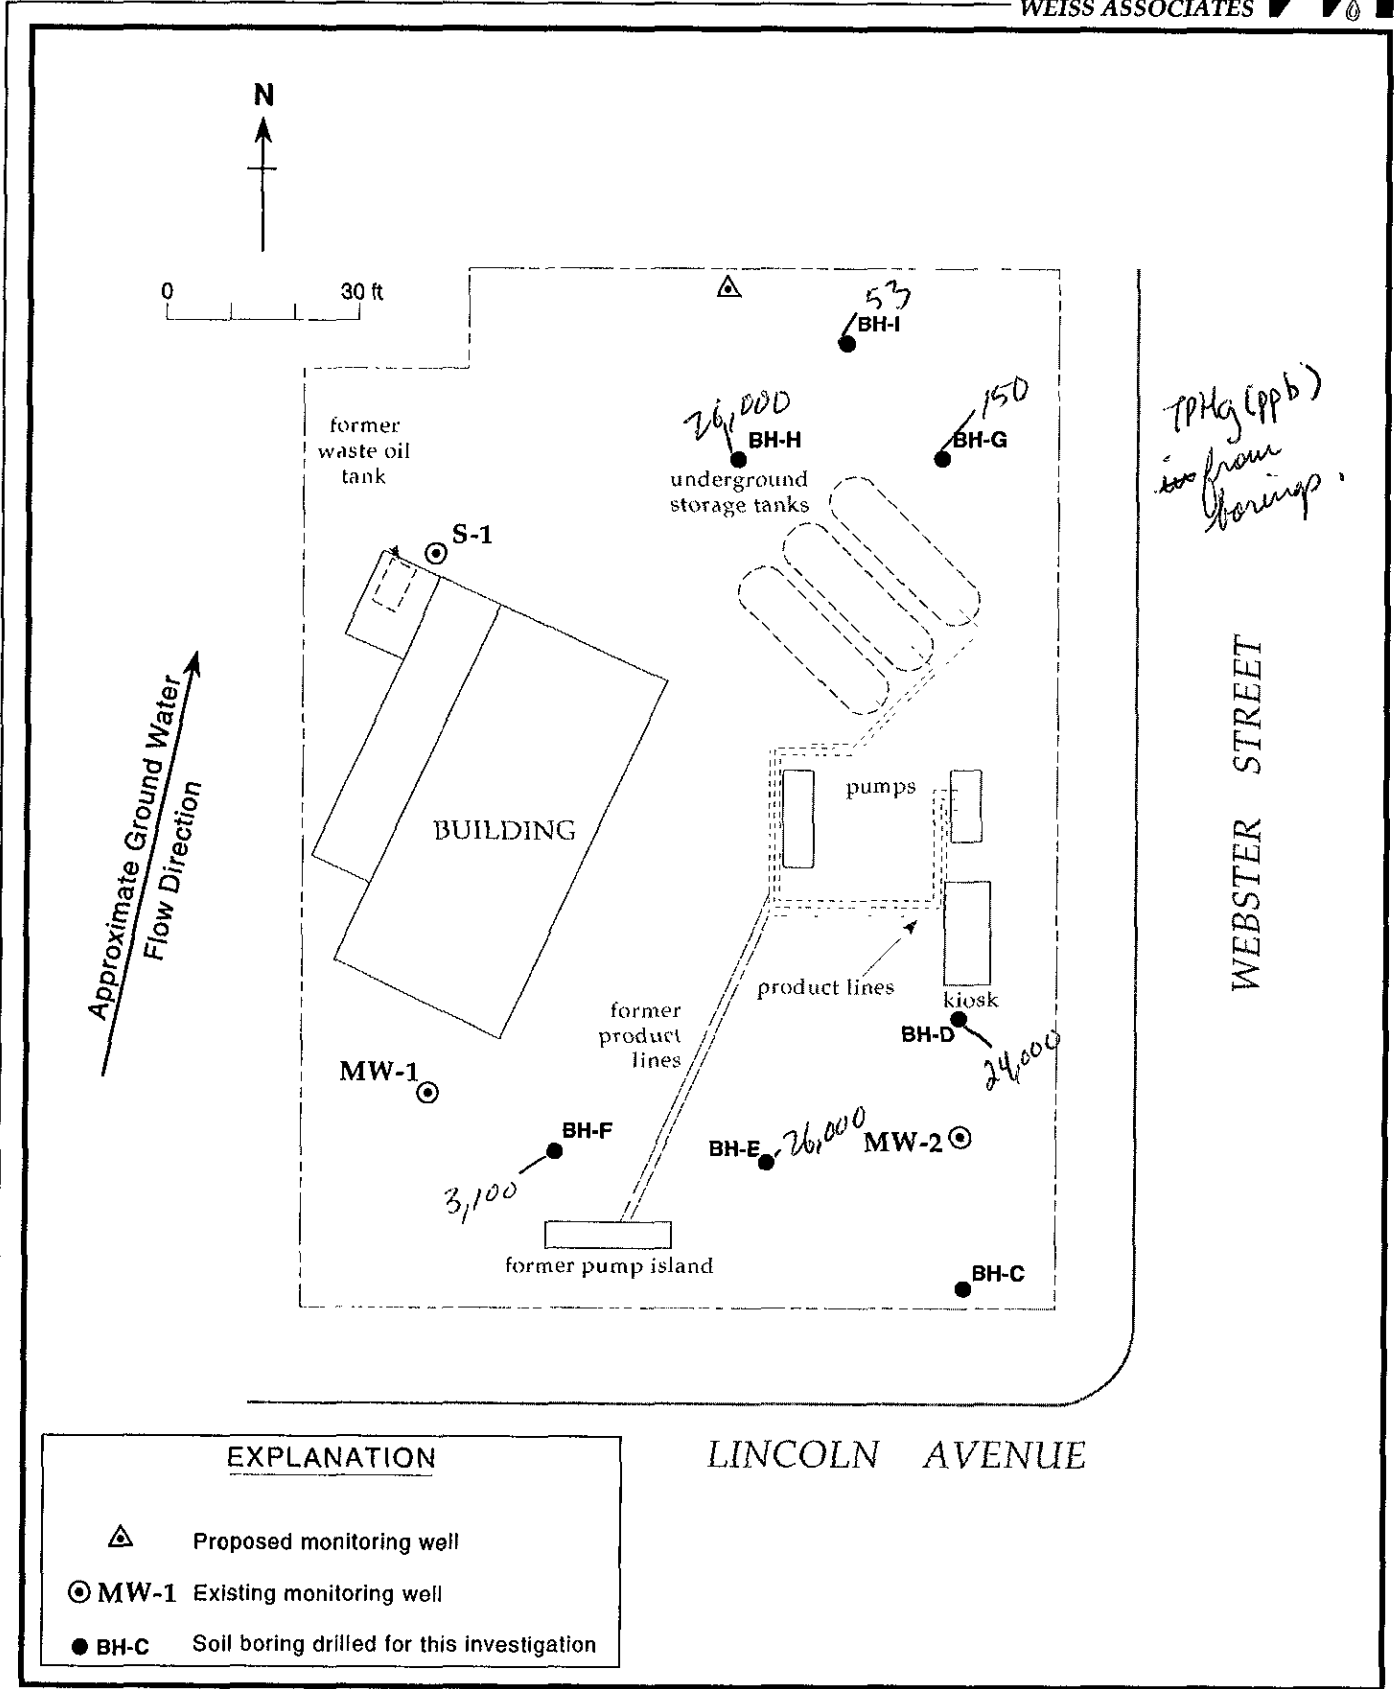 WEISS ASSOCIATES
N
0 30 ft
53
BH-I
26,000
BH-H
150
BH-G
TPHg (ppb)
from
borings.
former
waste oil
tank
underground
storage tanks
S-1
Approximate Ground Water
Flow Direction
BUILDING
pumps
WEBSTER STREET
product lines
kiosk
former
product
lines
BH-D
24,000
MW-1
BH-F
3,100
BH-E
26,000
MW-2
former pump island
BH-C
LINCOLN AVENUE
EXPLANATION
Proposed monitoring well
MW-1 Existing monitoring well
BH-C Soil boring drilled for this investigation